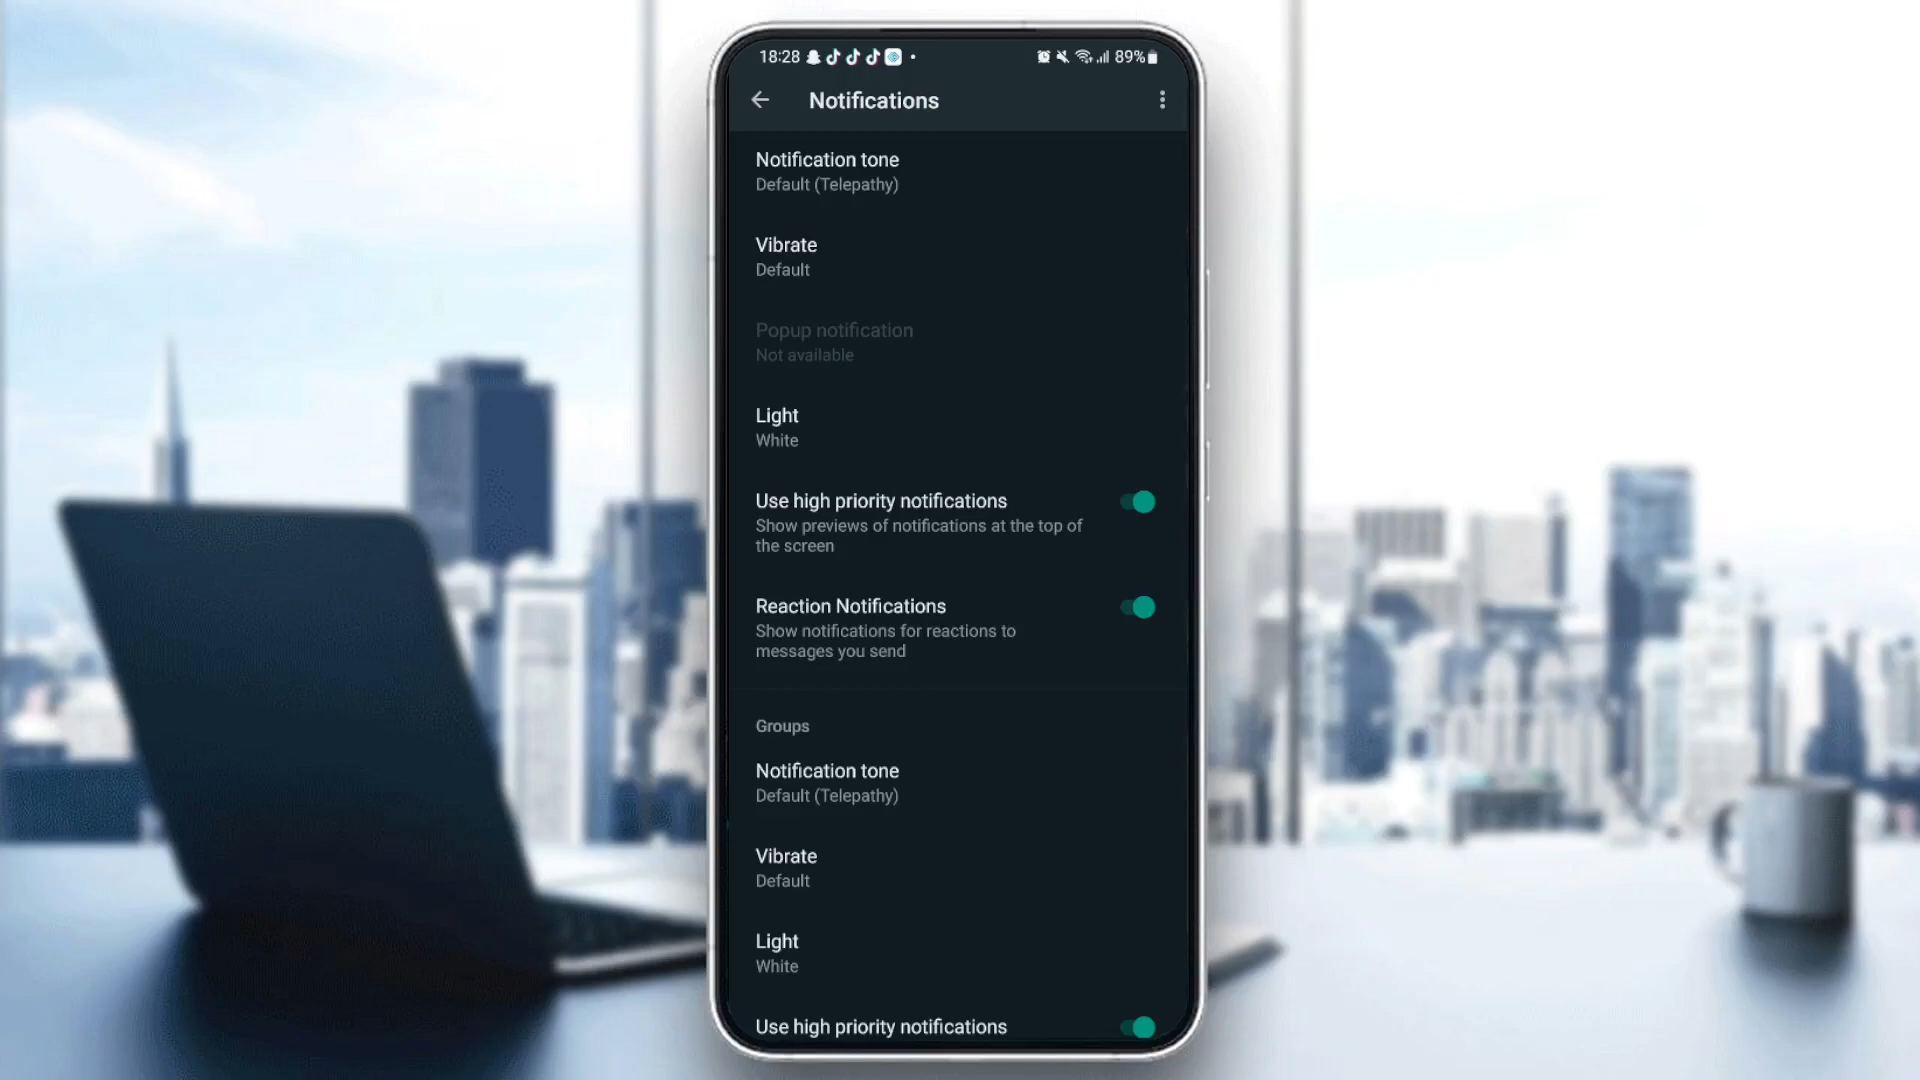 18:28
89%
Notifications
Notification tone
Default (Telepathy)
Vibrate
Default
Popup notification
Not available
Light
White
Use high priority notifications
Show previews of notifications at the top of
the screen
Reaction Notifications
Show notifications for reactions to
messages you send
Groups
Notification tone
Default (Telepathy)
Vibrate
Default
Light
White
Use high priority notifications